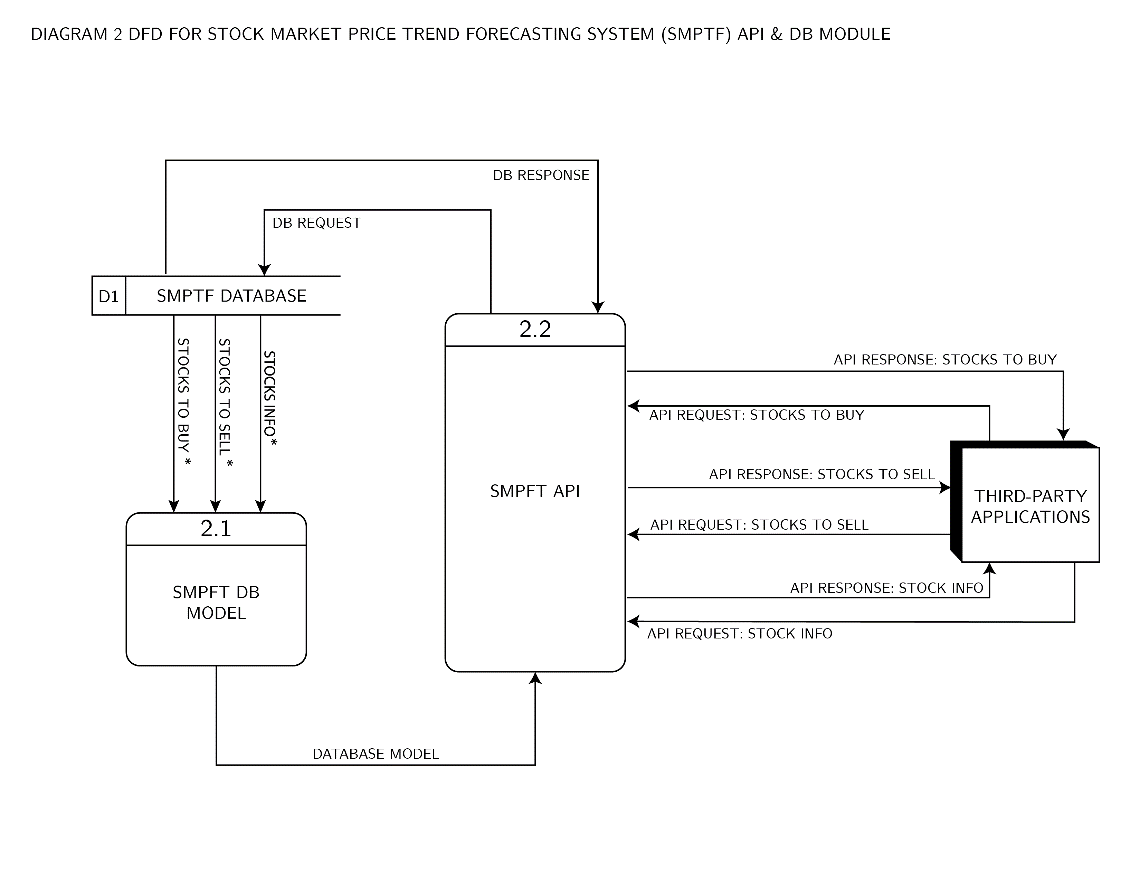 DIAGRAM 2 DFD FOR STOCK MARKET PRICE TREND FORECASTING SYSTEM (SMPTF) API & DB MODULE
DB RESPONSE
DB REQUEST
D1
SMPTF DATABASE
STOCKS TO BUY *
STOCKS TO SELL *
STOCKS INFO *
2.2
SMPFT API
API RESPONSE: STOCKS TO BUY
API REQUEST: STOCKS TO BUY
API RESPONSE: STOCKS TO SELL
API REQUEST: STOCKS TO SELL
API RESPONSE: STOCK INFO
API REQUEST: STOCK INFO
THIRD-PARTY
APPLICATIONS
2.1
SMPFT DB
MODEL
DATABASE MODEL